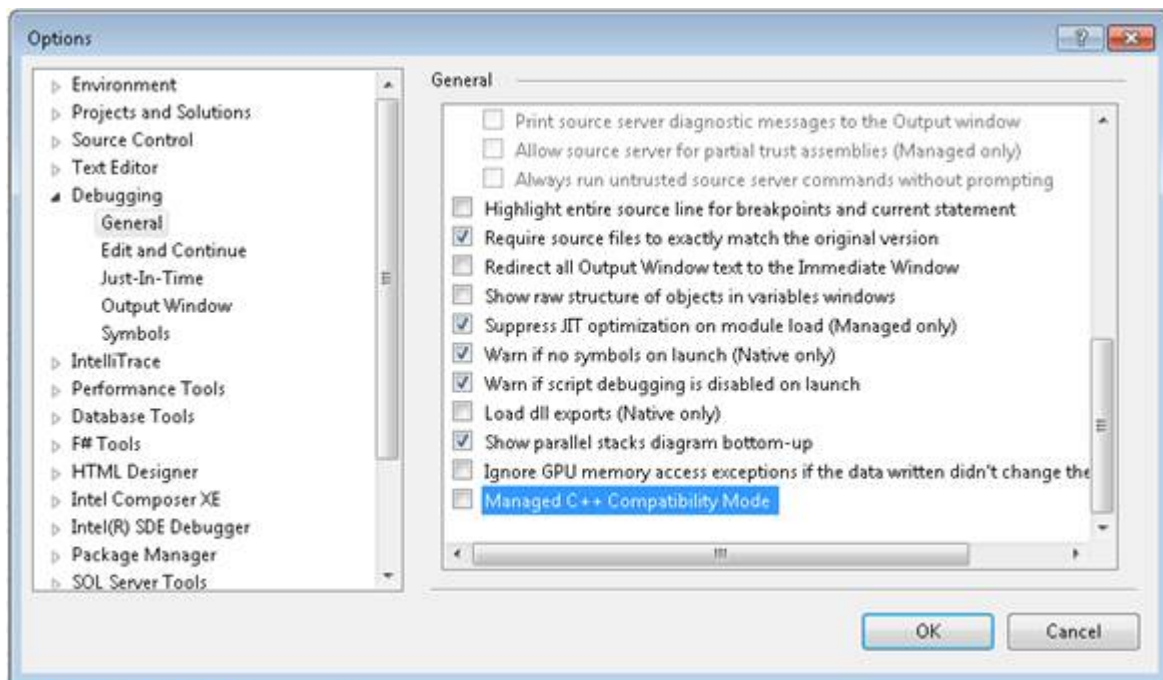 Options
Environment
Projects and Solutions
Source Control
Text Editor
Debugging
General
Edit and Continue
Just-In-Time
Output Window
Symbols
IntelliTrace
Performance Tools
Database Tools
F# Tools
HTML Designer
Intel Composer XE
Intel(R) SDE Debugger
Package Manager
SQL Server Tools
General
Print source server diagnostic messages to the Output window
Allow source server for partial trust assemblies (Managed only)
Always run untrusted source server commands without prompting
Highlight entire source line for breakpoints and current statement
Require source files to exactly match the original version
Redirect all Output Window text to the Immediate Window
Show raw structure of objects in variables windows
Suppress JIT optimization on module load (Managed only)
Warn if no symbols on launch (Native only)
Warn if script debugging is disabled on launch
Load dll exports (Native only)
Show parallel stacks diagram bottom-up
Ignore GPU memory access exceptions if the data written didn't change the
Managed C++ Compatibility Mode
OK
Cancel